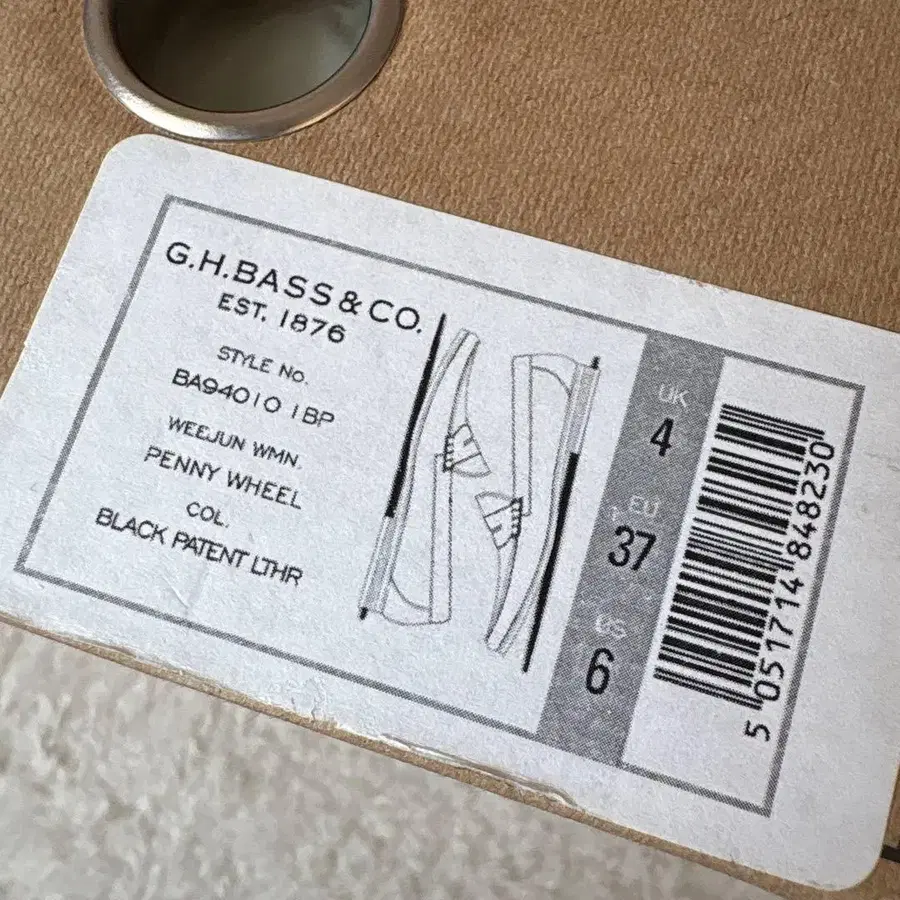 G.H.BASS & CO.
EST. 1876
STYLE NO.
BA94010 1BP
WEEJUN WMN.
PENNY WHEEL
COL.
BLACK PATENT LTHR
UK
4
EU
37
US
6
5 051714 848230